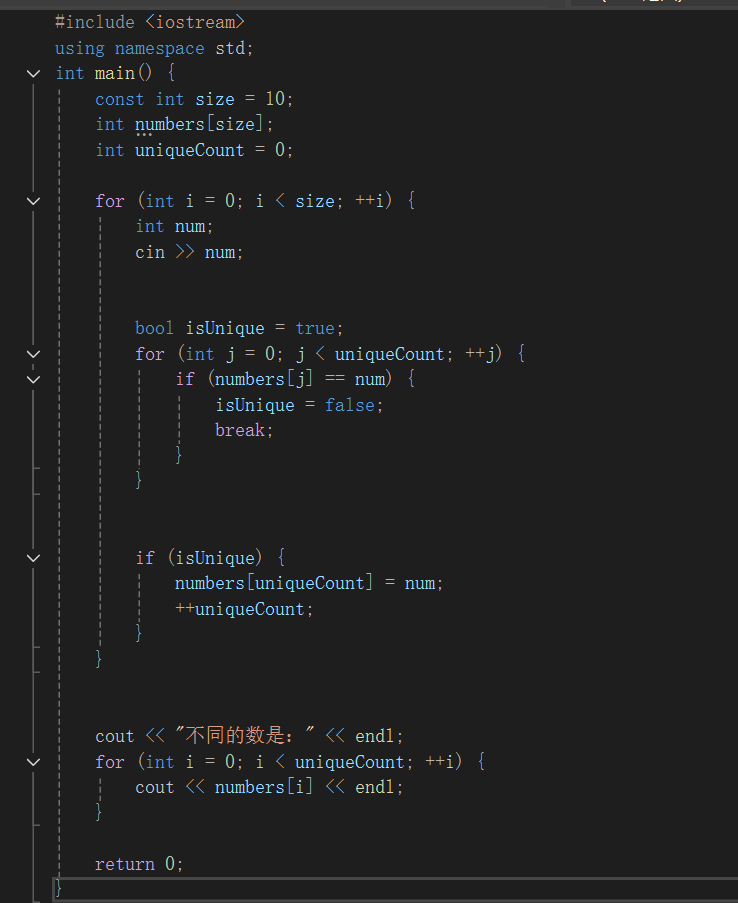 #include <iostream>
using namespace std;
int main() {
const int size = 10;
int numbers[size];
int uniqueCount = 0;
for (int i = 0; i < size; ++i) {
int num;
cin >> num;
bool isUnique = true;
for (int j = 0; j < uniqueCount; ++j) {
if (numbers[j] == num) {
isUnique = false;
break;
}
}
if (isUnique) {
numbers[uniqueCount] = num;
++uniqueCount;
}
}
cout << "不同的数是：" << endl;
for (int i = 0; i < uniqueCount; ++i) {
cout << numbers[i] << endl;
}
return 0;
}